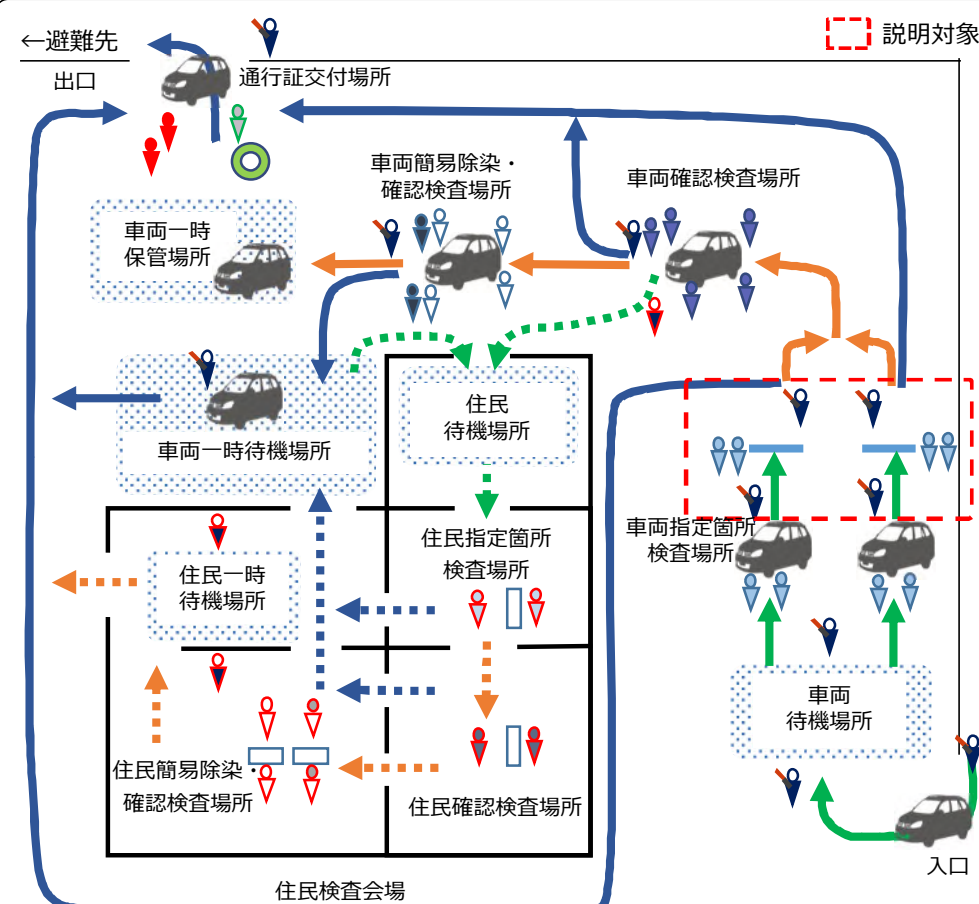 ←避難先
出口
通行証交付場所
説明対象
車両簡易除染・
確認検査場所
車両確認検査場所
車両一時
保管場所
車両一時待機場所
住民
待機場所
住民指定箇所
検査場所
車両指定箇所
検査場所
住民一時
待機場所
車両
待機場所
住民簡易除染・
確認検査場所
住民確認検査場所
入口
住民検査会場